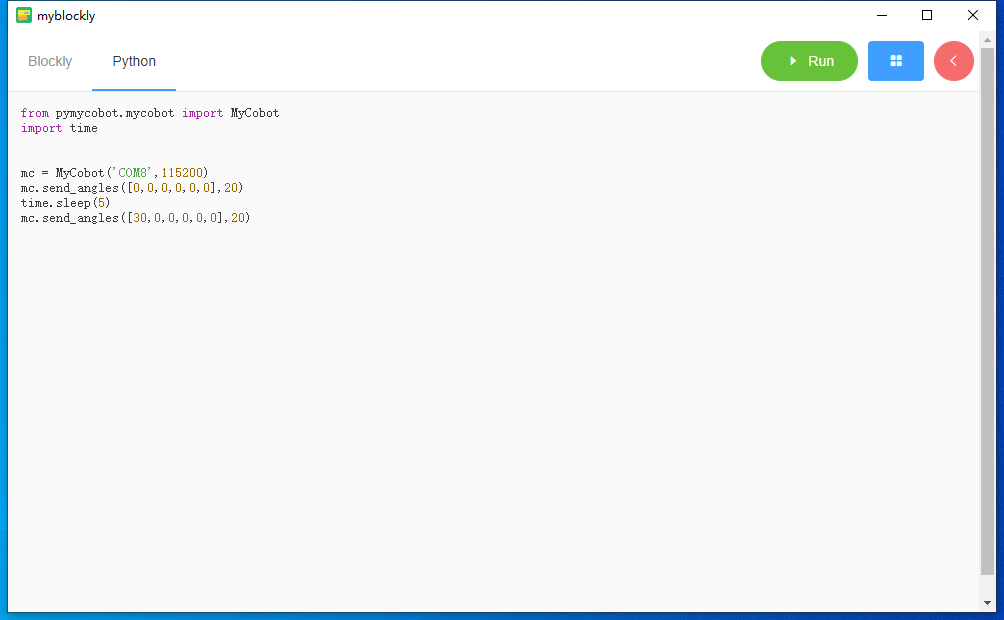 myblockly
Blockly Python Run
from pymycobot.mycobot import MyCobot
import time
mc = MyCobot('COM8',115200)
mc.send_angles([0,0,0,0,0,0],20)
time.sleep(5)
mc.send_angles([30,0,0,0,0,0],20)